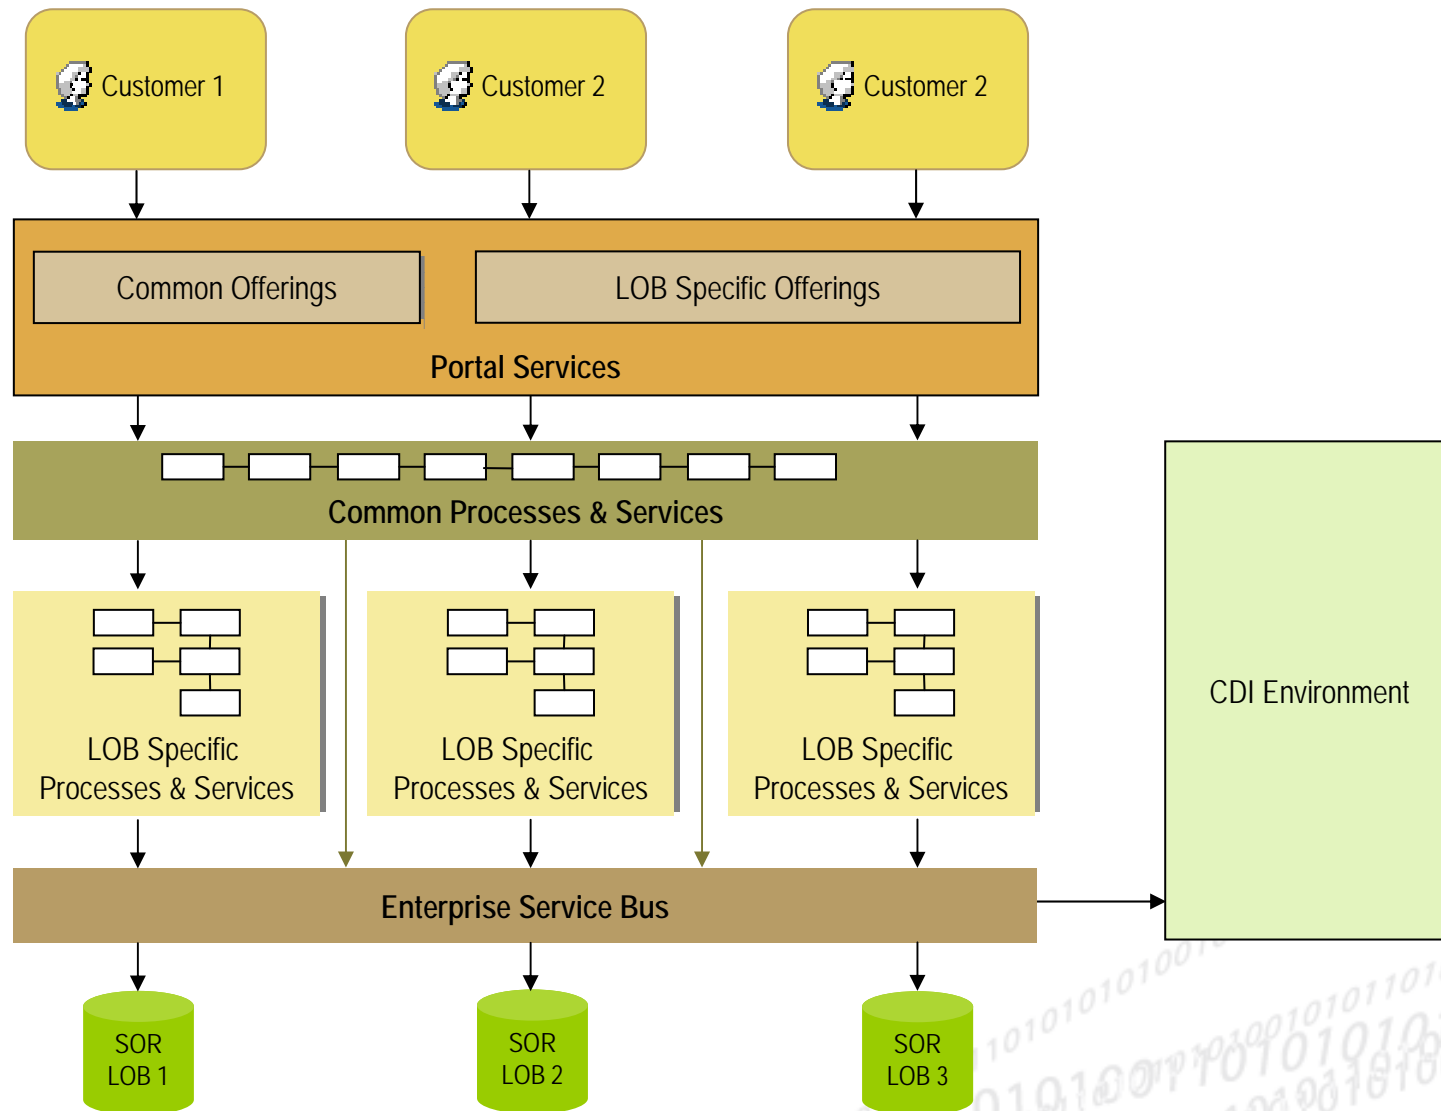 Customer 1
Customer 2
Customer 2
Common Offerings
LOB Specific Offerings
Portal Services
Common Processes & Services
LOB Specific
Processes & Services
LOB Specific
Processes & Services
LOB Specific
Processes & Services
CDI Environment
Enterprise Service Bus
SOR
LOB 1
SOR
LOB 2
SOR
LOB 3